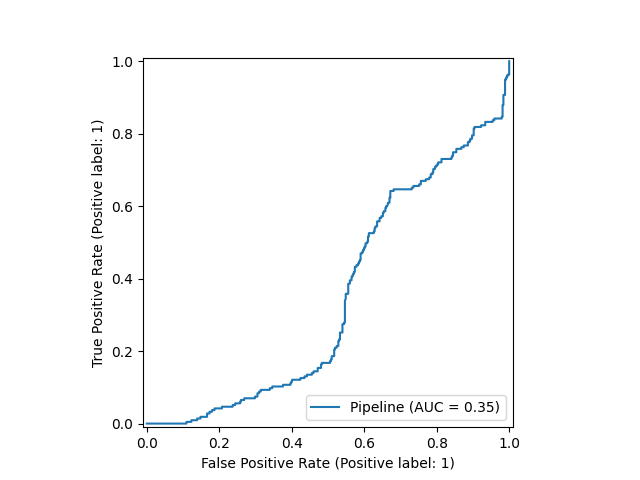 1.0
0.8
0.6
0.4
0.2
0.0
True Positive Rate (Positive label: 1)
Pipeline (AUC = 0.35)
0.0 0.2 0.4 0.6 0.8 1.0
False Positive Rate (Positive label: 1)